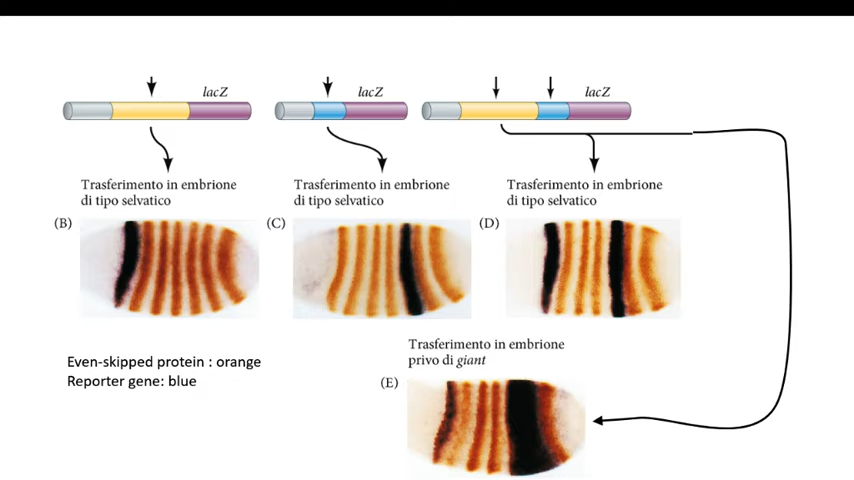 lacZ
lacZ
lacZ
Trasferimento in embrione
di tipo selvatico
Trasferimento in embrione
di tipo selvatico
Trasferimento in embrione
di tipo selvatico
(B)
(C)
(D)
Trasferimento in embrione
privo di giant
(E)
Even-skipped protein : orange
Reporter gene: blue